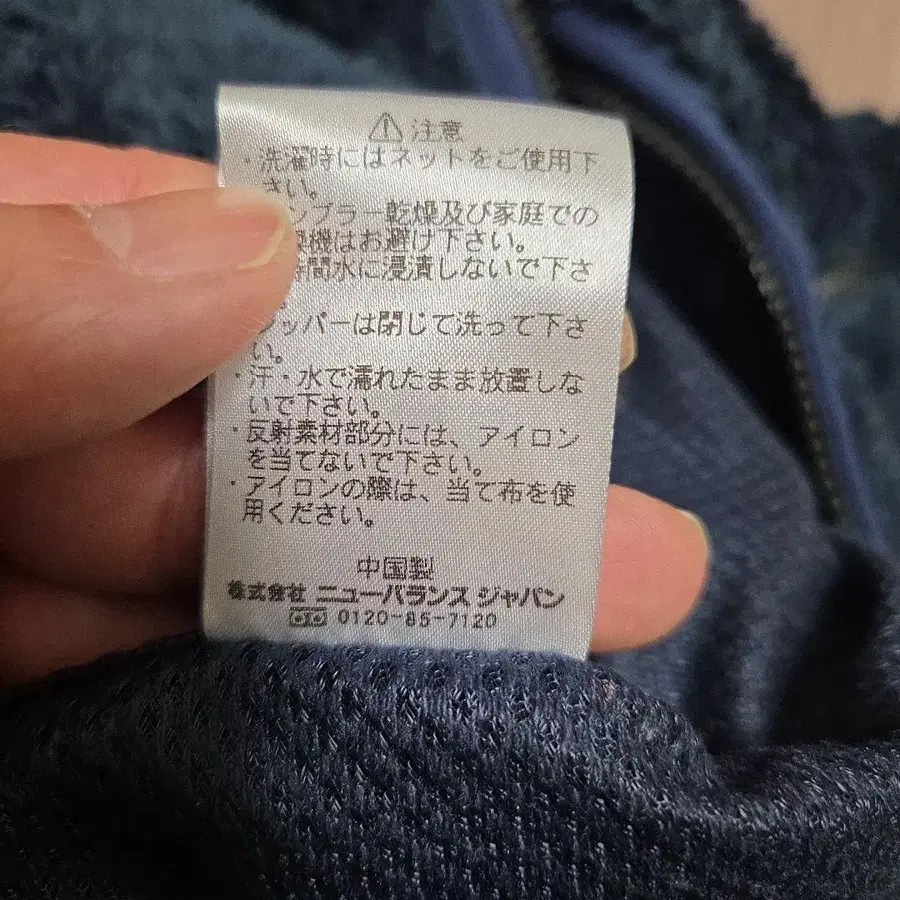 ⚠ 注意
・洗濯時にはネットをご使用下
さい。
ンブラー乾燥及び家庭での
燥機はお避け下さい。
時間水に浸漬しないで下さ
ジッパーは閉じて洗って下さ
い。
・汗・水で濡れたまま放置しな
いで下さい。
・反射素材部分には、アイロン
を当てないで下さい。
・アイロンの際は、当て布を使
用ください。
中国製
株式会社 ニューバランス ジャパン
0120-85-7120